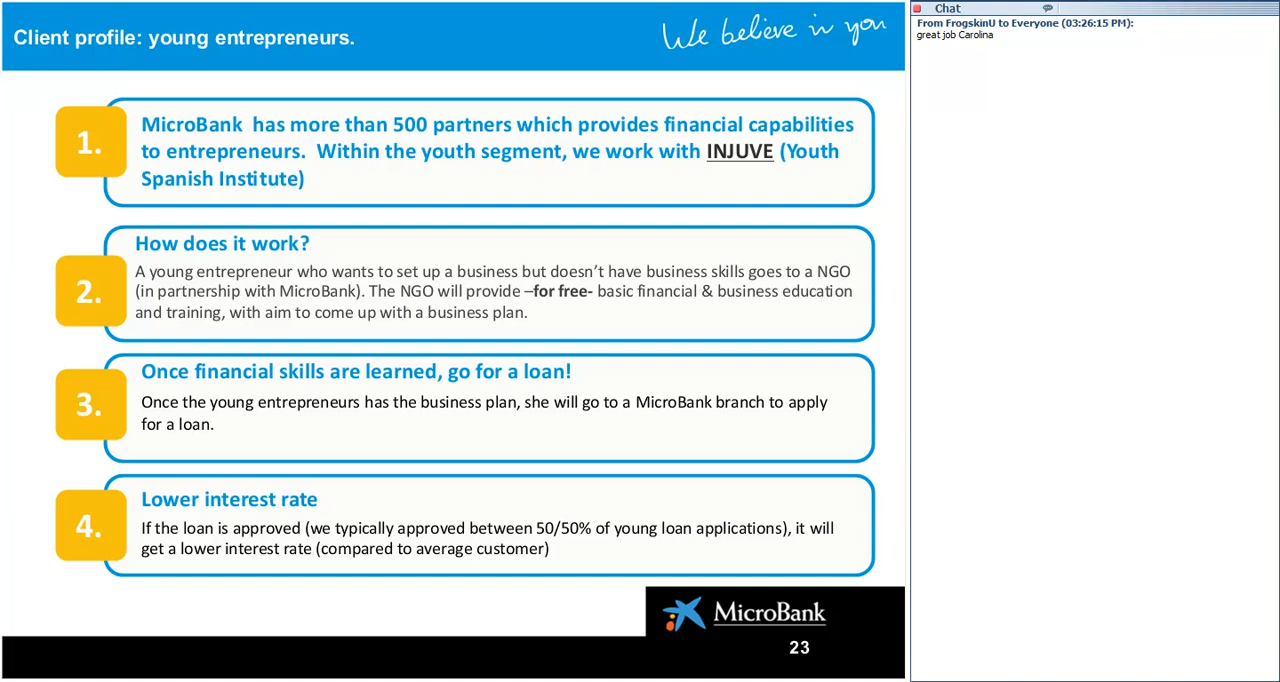 Client profile: young entrepreneurs.
We believe in you
1.
MicroBank has more than 500 partners which provides financial capabilities
to entrepreneurs. Within the youth segment, we work with INJUVE (Youth
Spanish Institute)
2.
How does it work?
A young entrepreneur who wants to set up a business but doesn’t have business skills goes to a NGO
(in partnership with MicroBank). The NGO will provide –for free- basic financial & business education
and training, with aim to come up with a business plan.
3.
Once financial skills are learned, go for a loan!
Once the young entrepreneurs has the business plan, she will go to a MicroBank branch to apply
for a loan.
4.
Lower interest rate
If the loan is approved (we typically approved between 50/50% of young loan applications), it will
get a lower interest rate (compared to average customer)
MicroBank
23
Chat
From FrogskinU to Everyone (03:26:15 PM):
great job Carolina